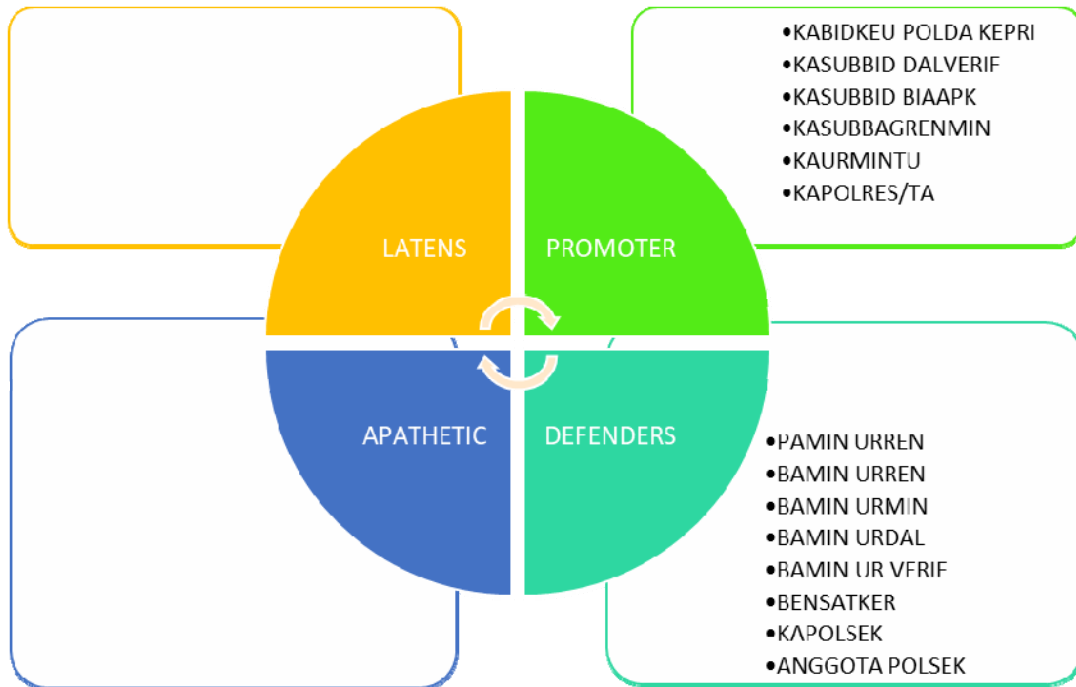 •KABIDKEU POLDA KEPRI
•KASUBBID DALVERIF
•KASUBBID BIAAPK
•KASUBBAGRENMIN
•KAURMINTU
•KAPOLRES/TA
LATENS
PROMOTER
APATHETIC
DEFENDERS
•PAMIN URREN
•BAMIN URREN
•BAMIN URMIN
•BAMIN URDAL
•BAMIN UR VERIF
•BENSATKER
•KAPOLSEK
•ANGGOTA POLSEK